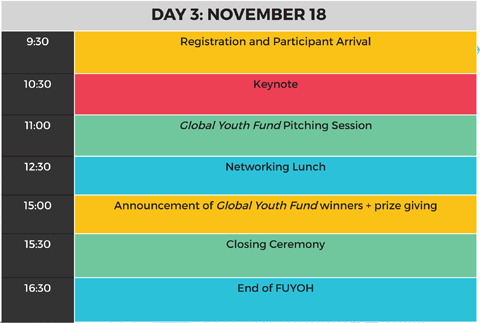 DAY 3: NOVEMBER 18
9:30 Registration and Participant Arrival
10:30 Keynote
11:00 Global Youth Fund Pitching Session
12:30 Networking Lunch
15:00 Announcement of Global Youth Fund winners + prize giving
15:30 Closing Ceremony
16:30 End of FUYOH